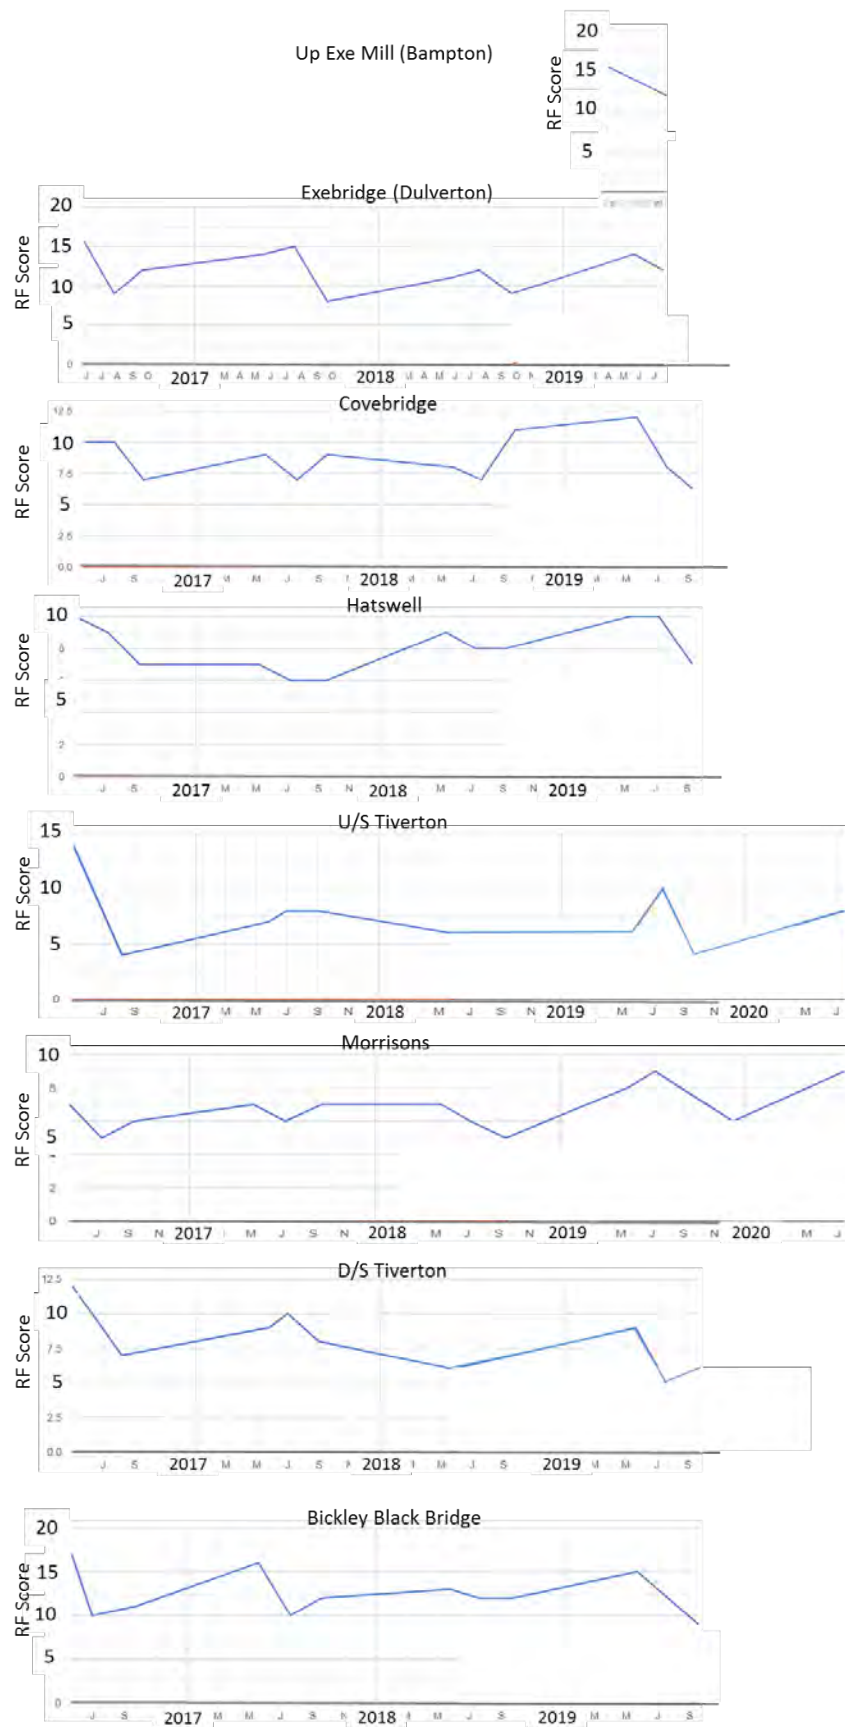 Up Exe Mill (Bampton)
20
15
10
5
RF Score
Exebridge (Dulverton)
20
15
10
5
0
RF Score
J J A S O 2017 M A M J J A S O 2018 M A M J J A S O N 2019 A M J J
Covebridge
12.5
10
7.5
5
2.5
0.0
RF Score
J S 2017 M J S 2018 M J S N 2019 M J S
Hatswell
10
8
5
2
0
RF Score
J S 2017 M M J S N 2018 M J S N 2019 M J S
U/S Tiverton
15
10
5
0
RF Score
J S 2017 M M J S N 2018 M J S N 2019 M J S N 2020 M J
Morrisons
10
8
5
2
0
RF Score
J S N 2017 M J S N 2018 M J S N 2019 M J S N 2020 M J
D/S Tiverton
12.5
10
7.5
5
2.5
0.0
RF Score
J S 2017 M M J S 2018 M J S 2019 M J S
Bickley Black Bridge
20
15
10
5
0
RF Score
J S 2017 M M J S 2018 M J S 2019 M M J S